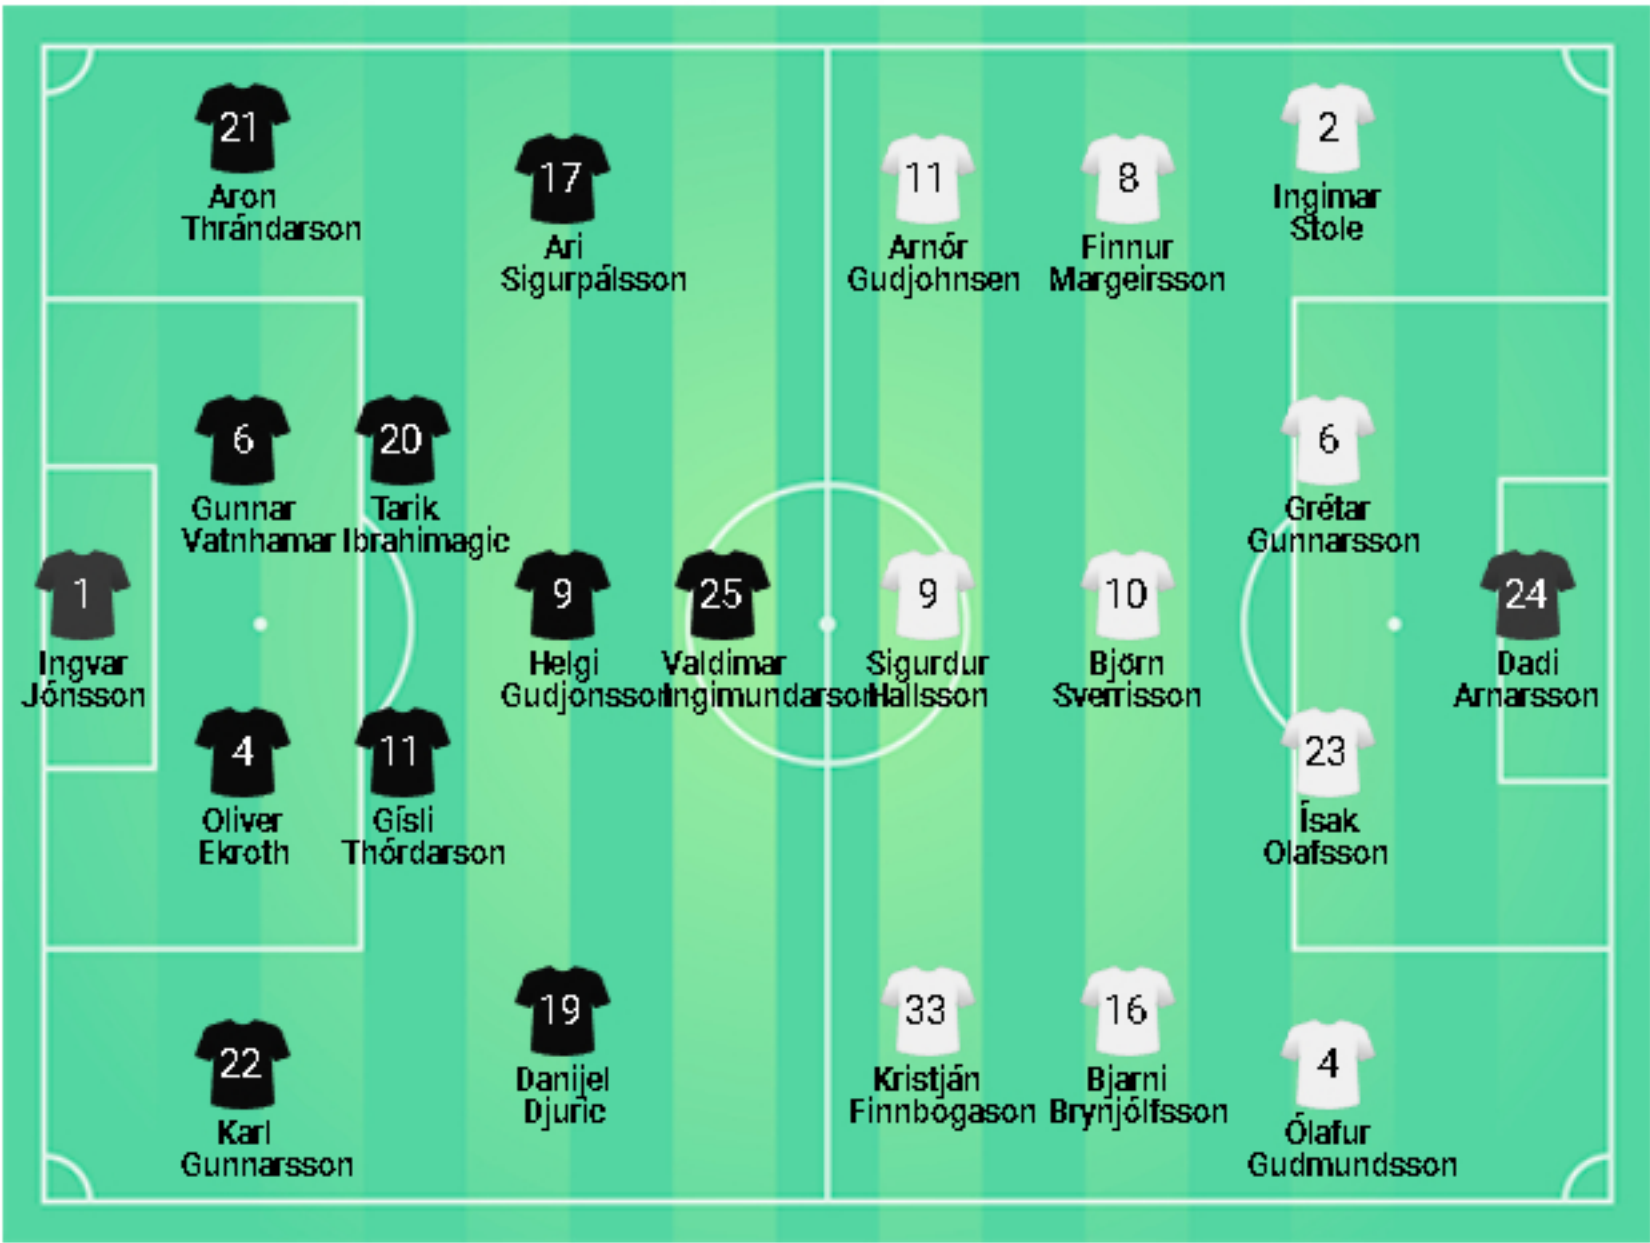 21
Aron
Thrándarson
17
Ari
Sigurpálsson
11
Arnór
Gudjohnsen
8
Finnur
Margeirsson
2
Ingimar
Stole
6
Gunnar
Vatnhamar
20
Tarik
Ibrahimagic
6
Grétar
Gunnarsson
1
Ingvar
Jónsson
9
Helgi
Gudjonsson
25
Valdimar
Ingimundarson
9
Sigurdur
Hallsson
10
Björn
Sverrisson
24
Dadi
Arnarsson
4
Oliver
Ekroth
11
Gísli
Thórdarson
23
Ísak
Olafsson
22
Karl
Gunnarsson
19
Danijel
Djuric
33
Kristján
Finnbogason
16
Bjarni
Brynjólfsson
4
Ólafur
Gudmundsson